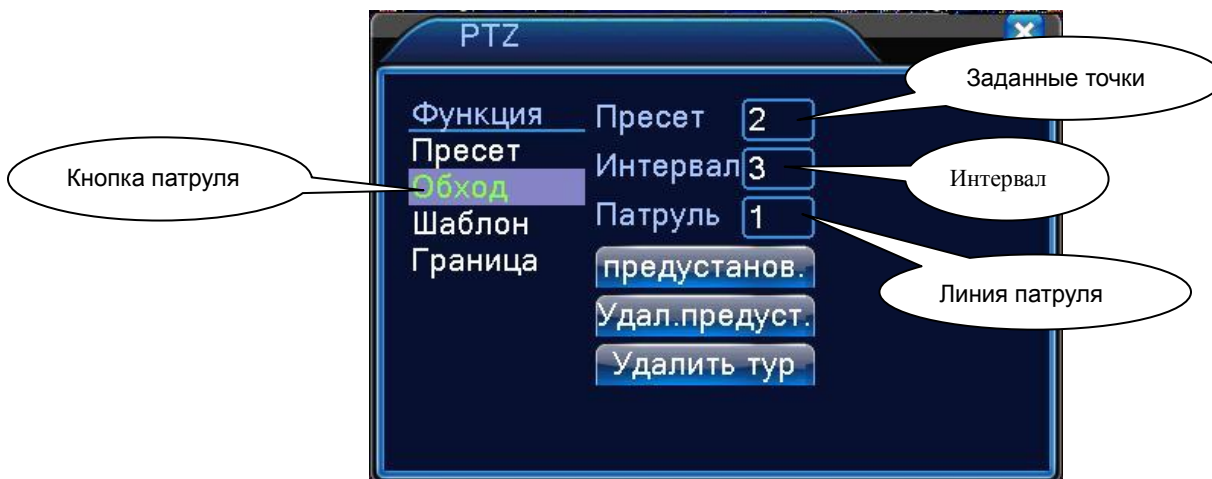 PTZ
Заданные точки
Функция
Пресет 2
Пресет
Интервал 3
Интервал
Кнопка патруля
Обход
Шаблон
Патруль 1
Граница
предустанов.
Линия патруля
Удал.предуст.
Удалить тур